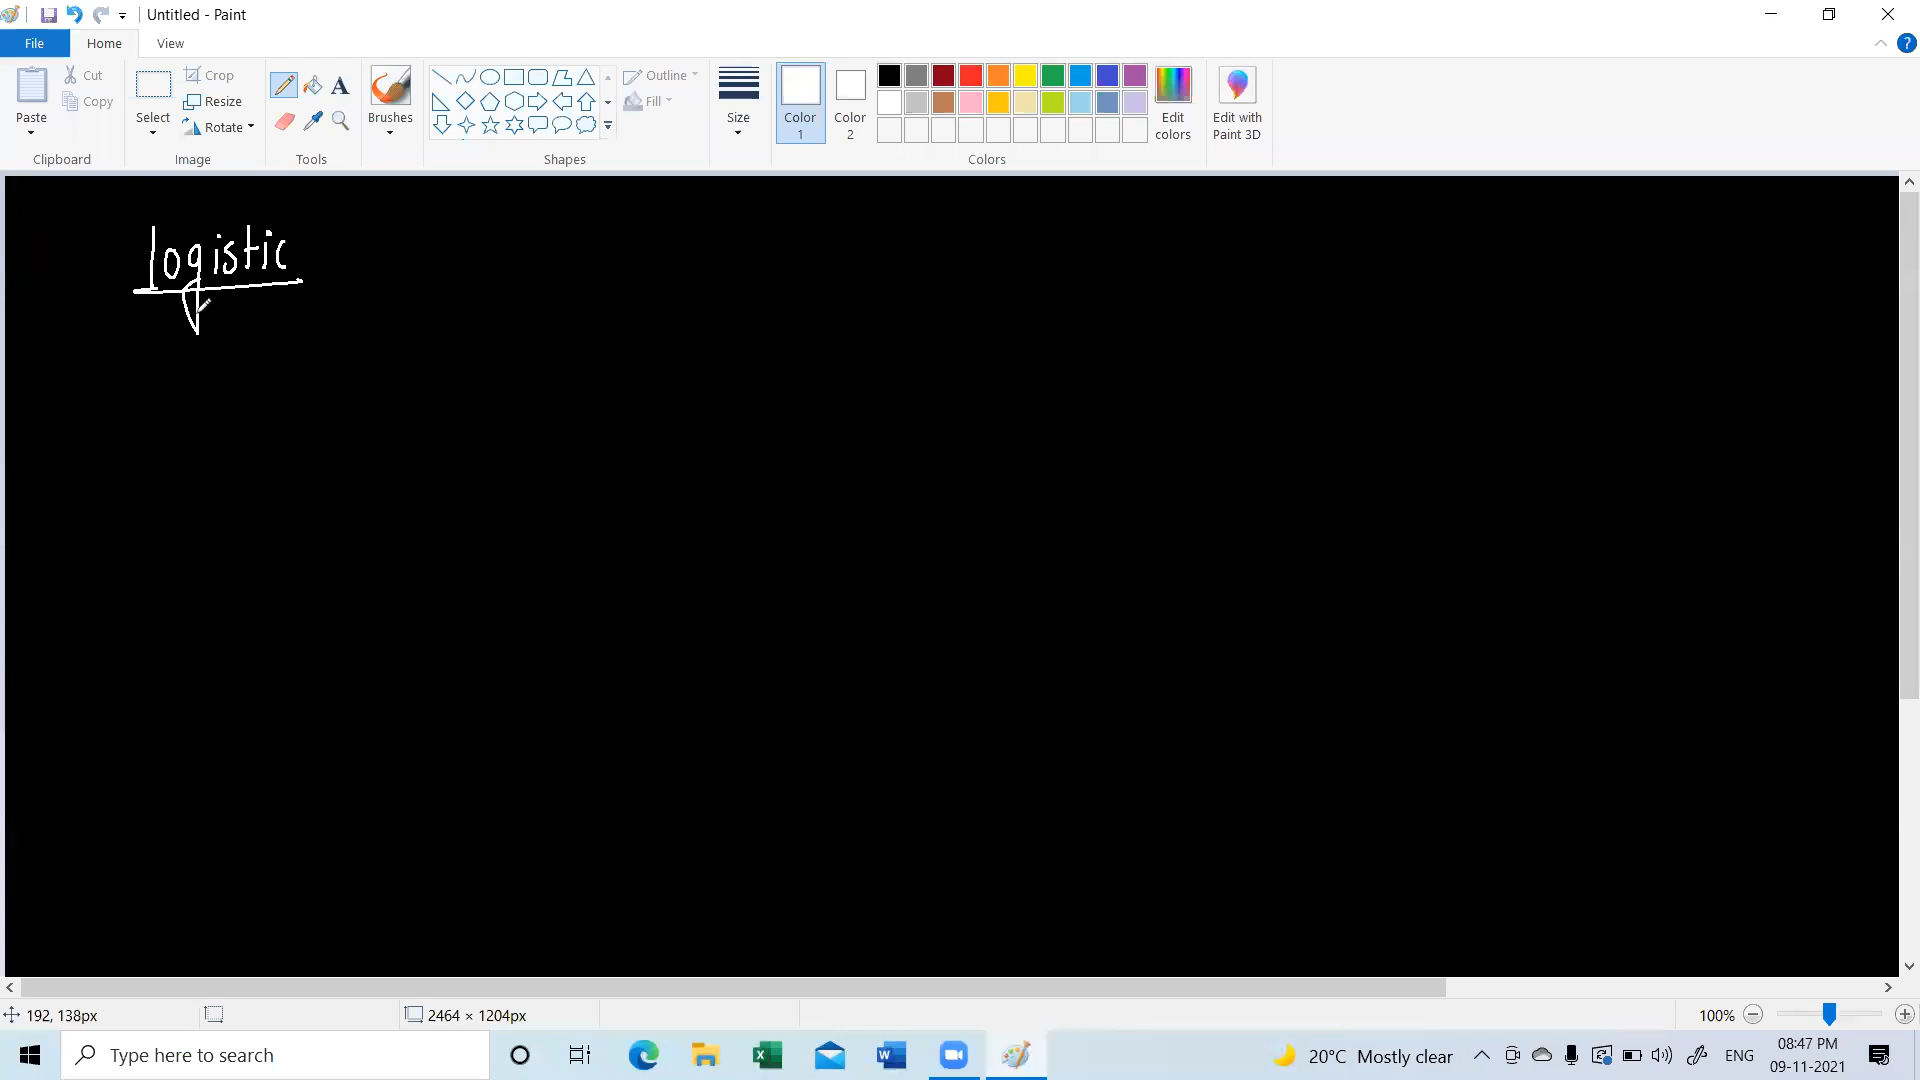 Untitled - Paint
File Home View
Paste
Cut
Copy
Clipboard
Select
Crop
Resize
Rotate
Image
Tools
Brushes
Shapes
Outline
Fill
Size
Color 1
Color 2
Colors
Edit colors
Edit with Paint 3D
logistic
192, 138px
2464 × 1204px
100%
Type here to search
20°C Mostly clear
ENG
08:47 PM
09-11-2021